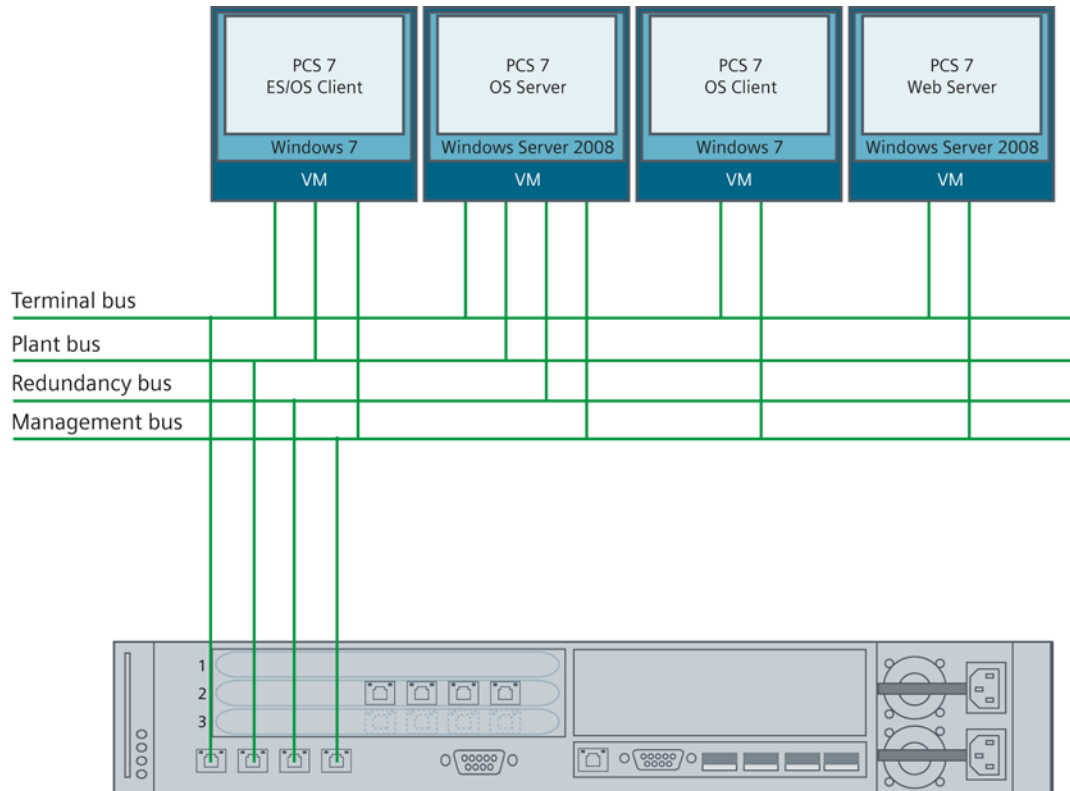 PCS 7
ES/OS Client
Windows 7
VM
PCS 7
OS Server
Windows Server 2008
VM
PCS 7
OS Client
Windows 7
VM
PCS 7
Web Server
Windows Server 2008
VM
Terminal bus
Plant bus
Redundancy bus
Management bus
1
2
3